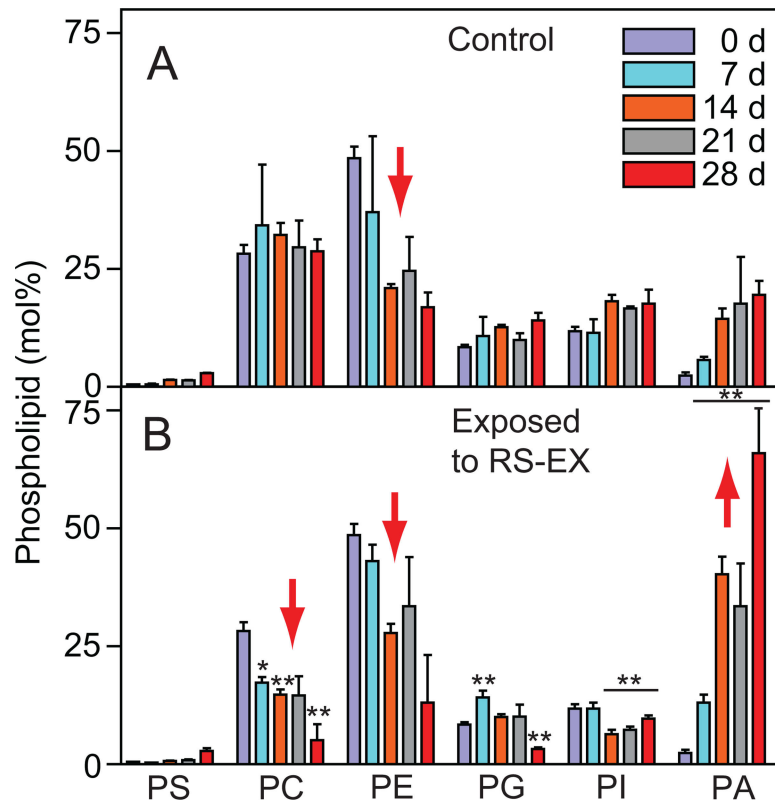 75
A
Control
0 d
7 d
14 d
21 d
28 d
50
25
0
Phospholipid (mol%)
**
75
B
Exposed
to RS-EX
50
25
0
*
**
**
**
**
**
PS PC PE PG PI PA